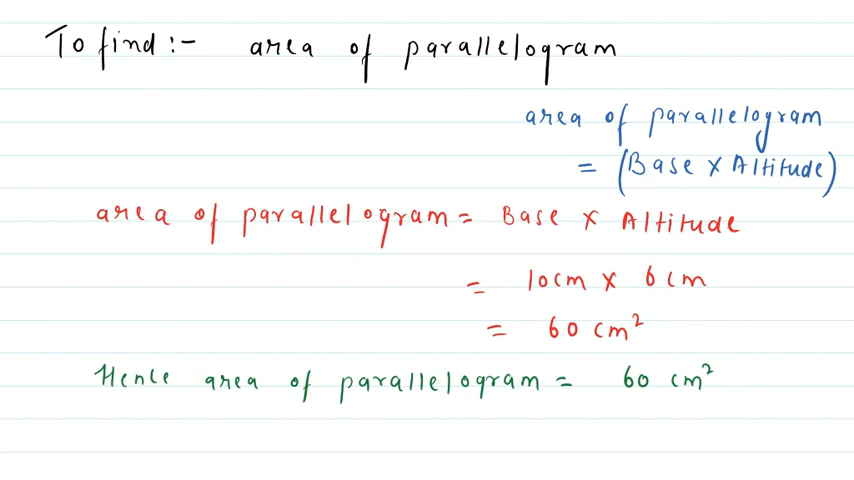 To find :- area of parallelogram
area of parallelogram
= (Base × Altitude)
area of parallelogram = Base × Altitude
= 10cm × 6cm
= 60 cm²
Hence area of parallelogram = 60 cm²